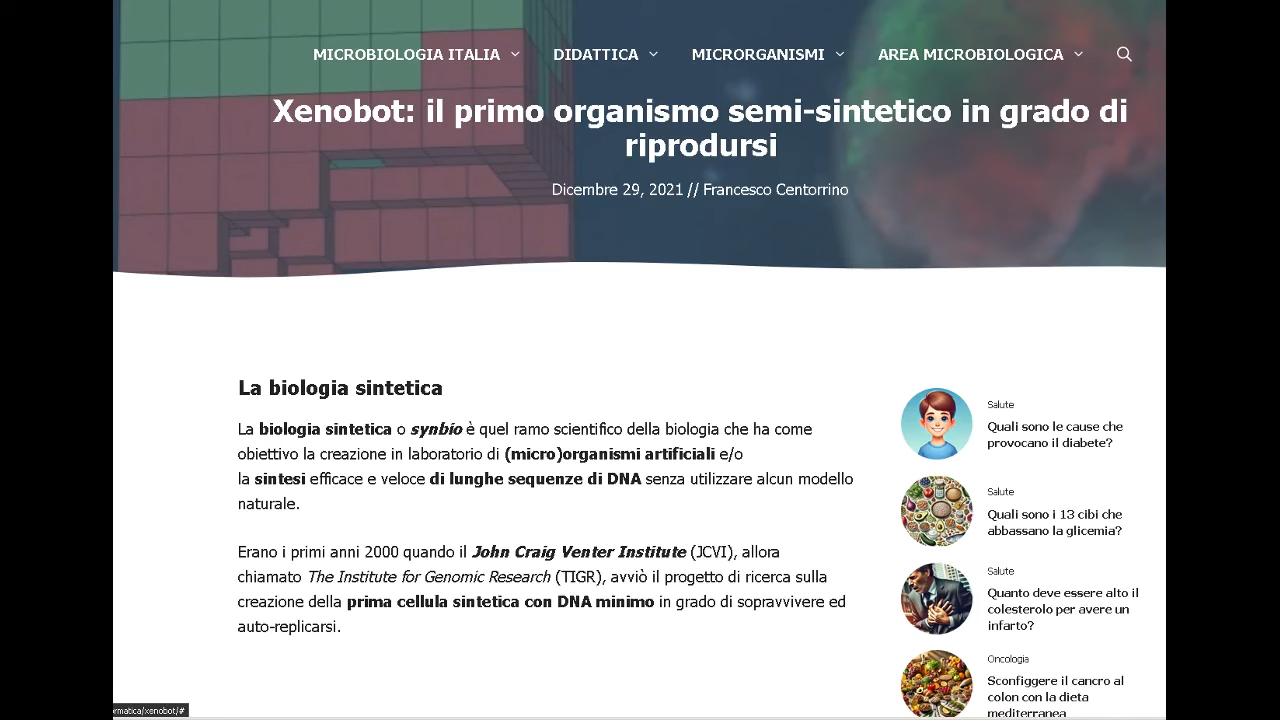 MICROBIOLOGIA ITALIA DIDATTICA MICRORGANISMI AREA MICROBIOLOGICA
Xenobot: il primo organismo semi-sintetico in grado di
riprodursi
Dicembre 29, 2021 // Francesco Centorrino
La biologia sintetica
La biologia sintetica o synbio è quel ramo scientifico della biologia che ha come
obiettivo la creazione in laboratorio di (micro)organismi artificiali e/o
la sintesi efficace e veloce di lunghe sequenze di DNA senza utilizzare alcun modello
naturale.
Erano i primi anni 2000 quando il John Craig Venter Institute (JCVI), allora
chiamato The Institute for Genomic Research (TIGR), avviò il progetto di ricerca sulla
creazione della prima cellula sintetica con DNA minimo in grado di sopravvivere ed
auto-replicarsi.
Salute
Quali sono le cause che
provocano il diabete?
Salute
Quali sono i 13 cibi che
abbassano la glicemia?
Salute
Quanto deve essere alto il
colesterolo per avere un
infarto?
Oncologia
Sconfiggere il cancro al
colon con la dieta
mediterranea
rmatica/xenobot/#